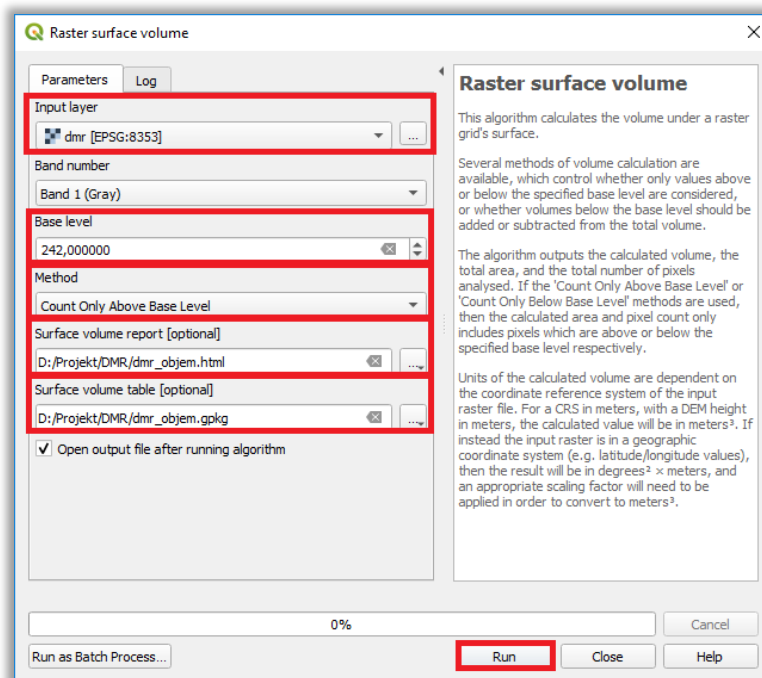 Raster surface volume
Parameters
Log
Input layer
dmr [EPSG:8353]
...
Band number
Band 1 (Gray)
Base level
242,000000
Method
Count Only Above Base Level
Surface volume report [optional]
D:/Projekt/DMR/dmr_objem.html
...
Surface volume table [optional]
D:/Projekt/DMR/dmr_objem.gpkg
...
Open output file after running algorithm
Raster surface volume
This algorithm calculates the volume under a raster
grid's surface.
Several methods of volume calculation are
available, which control whether only values above
or below the specified base level are considered,
or whether volumes below the base level should be
added or subtracted from the total volume.
The algorithm outputs the calculated volume, the
total area, and the total number of pixels
analysed. If the 'Count Only Above Base Level' or
'Count Only Below Base Level' methods are used,
then the calculated area and pixel count only
includes pixels which are above or below the
specified base level respectively.
Units of the calculated volume are dependent on
the coordinate reference system of the input
raster file. For a CRS in meters, with a DEM height
in meters, the calculated value will be in meters³. If
instead the input raster is in a geographic
coordinate system (e.g. latitude/longitude values),
then the result will be in degrees² × meters, and
an appropriate scaling factor will need to be
applied in order to convert to meters³.
0%
Cancel
Run as Batch Process...
Run
Close
Help